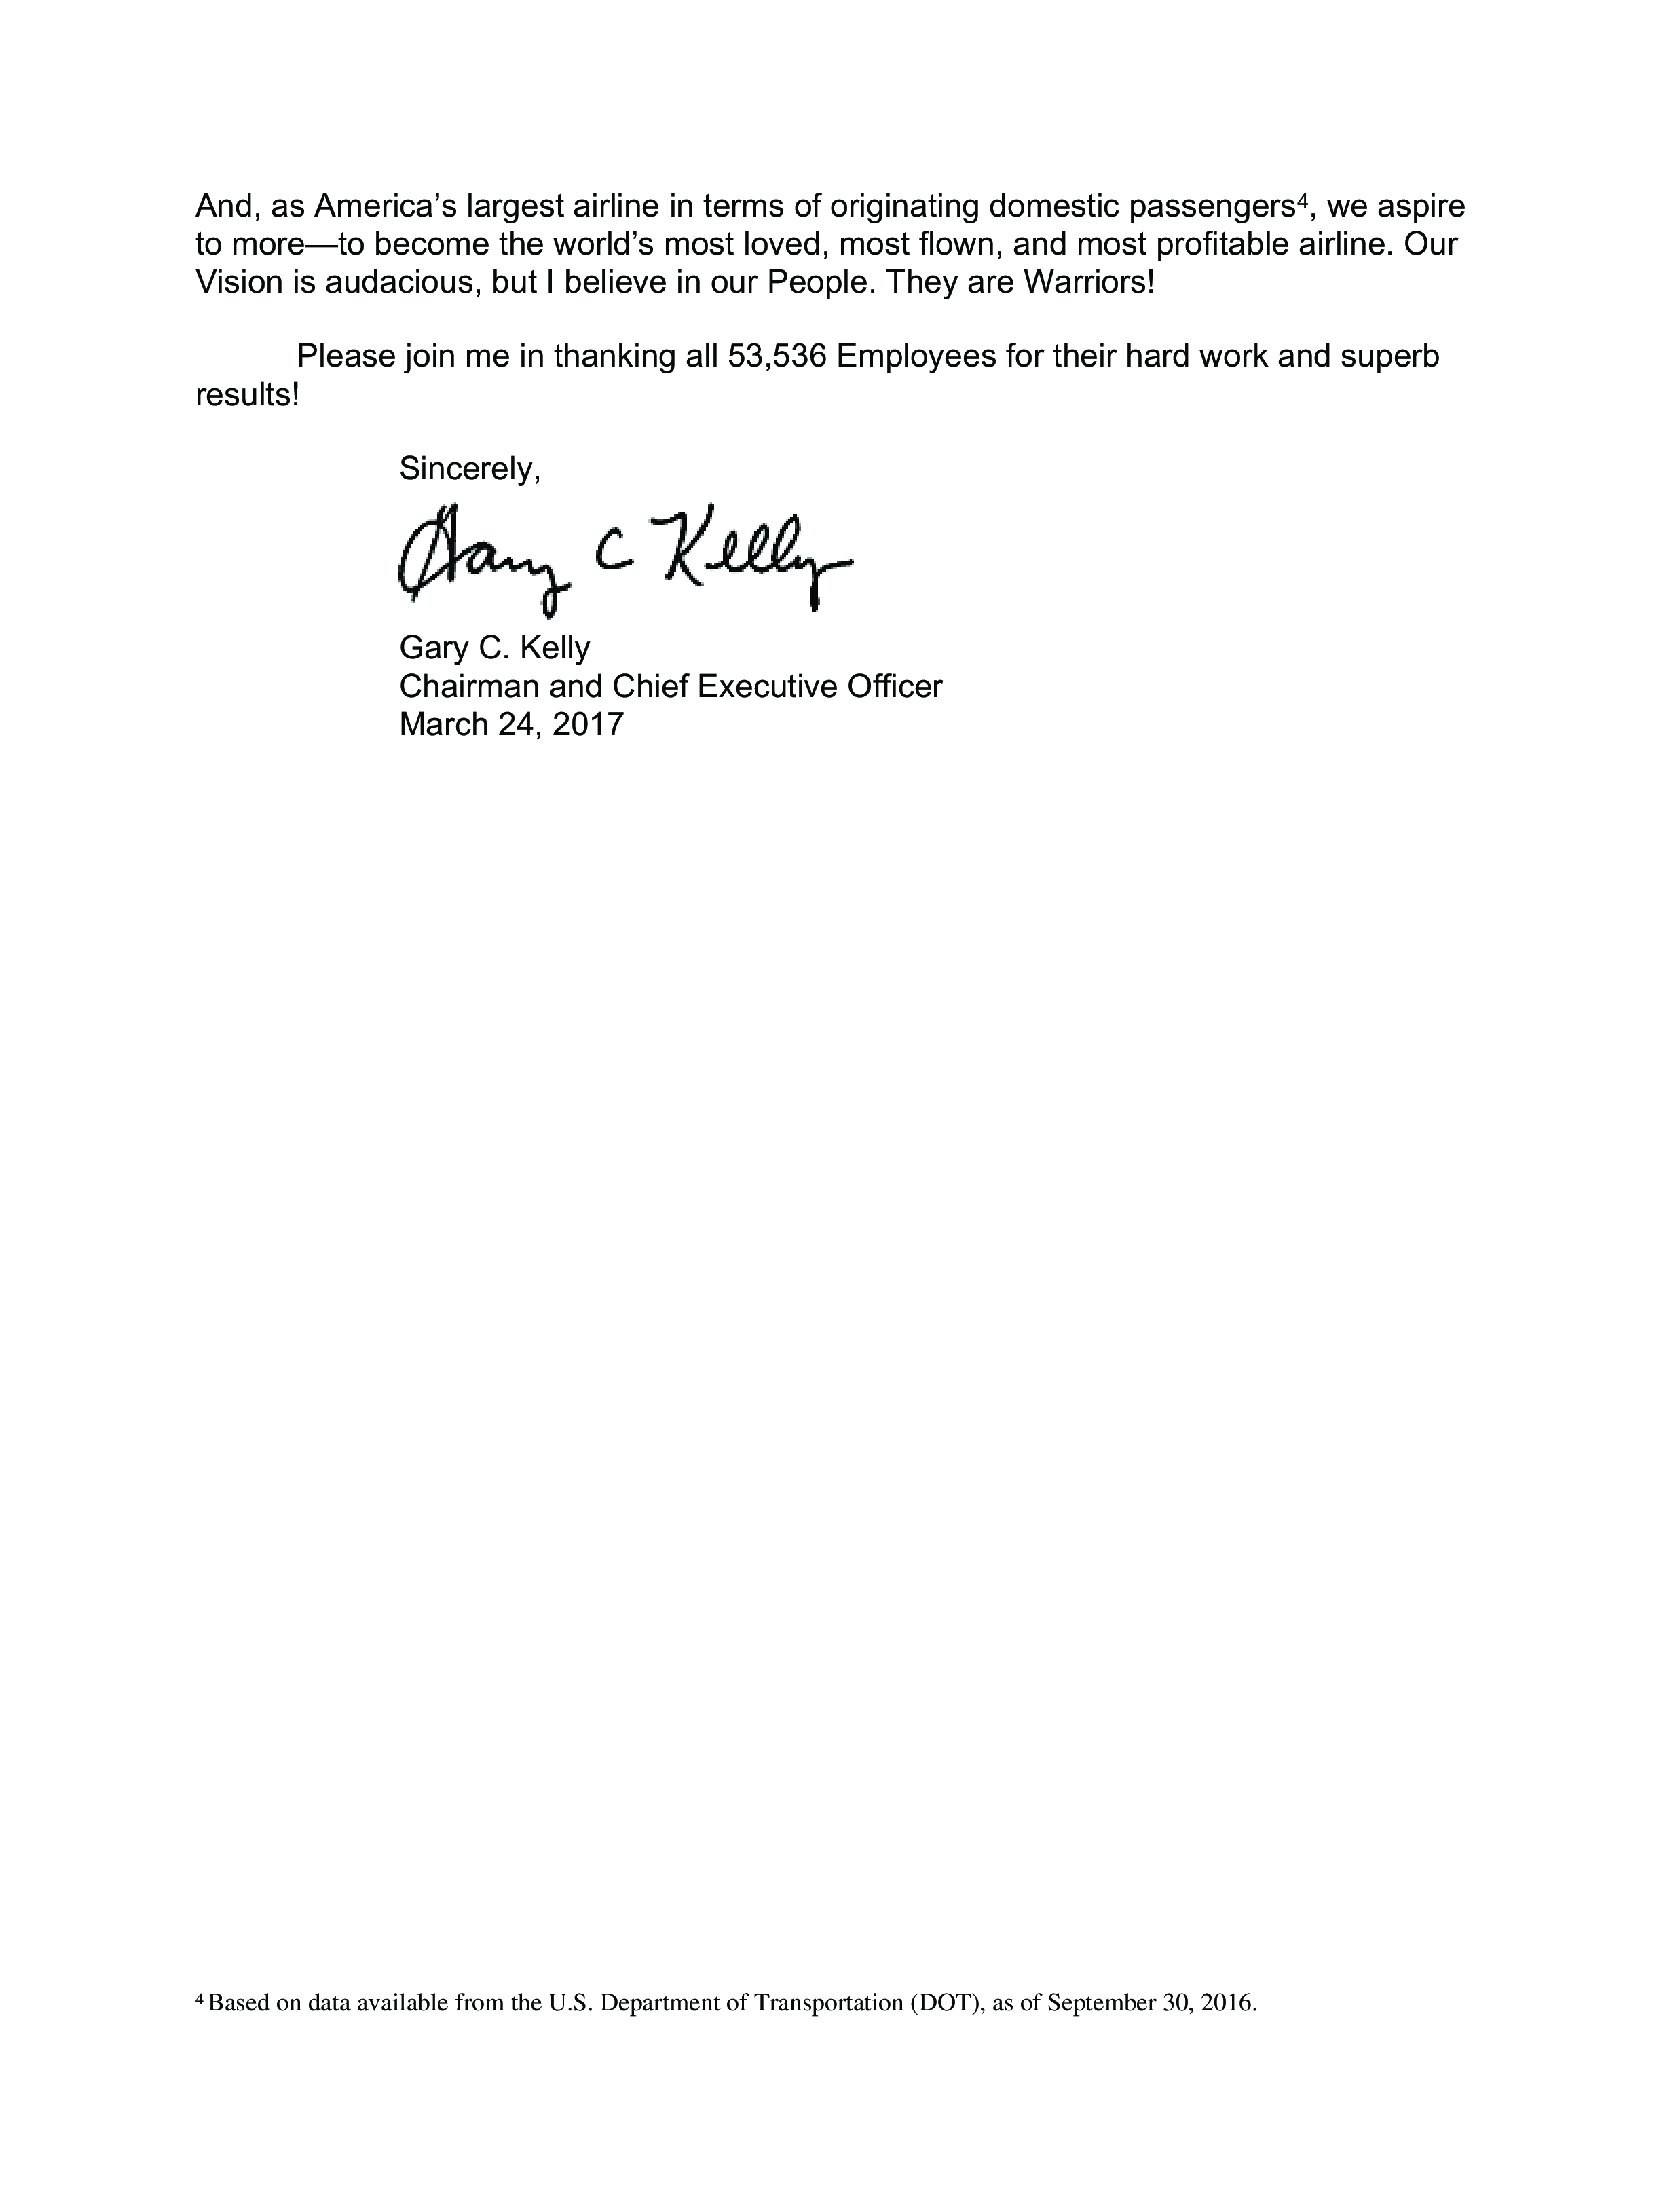 And, as America’s largest airline in terms of originating domestic passengers⁴, we aspire
to more—to become the world’s most loved, most flown, and most profitable airline. Our
Vision is audacious, but I believe in our People. They are Warriors!
Please join me in thanking all 53,536 Employees for their hard work and superb
results!
Sincerely,
Gary C Kelly
Gary C. Kelly
Chairman and Chief Executive Officer
March 24, 2017
⁴ Based on data available from the U.S. Department of Transportation (DOT), as of September 30, 2016.